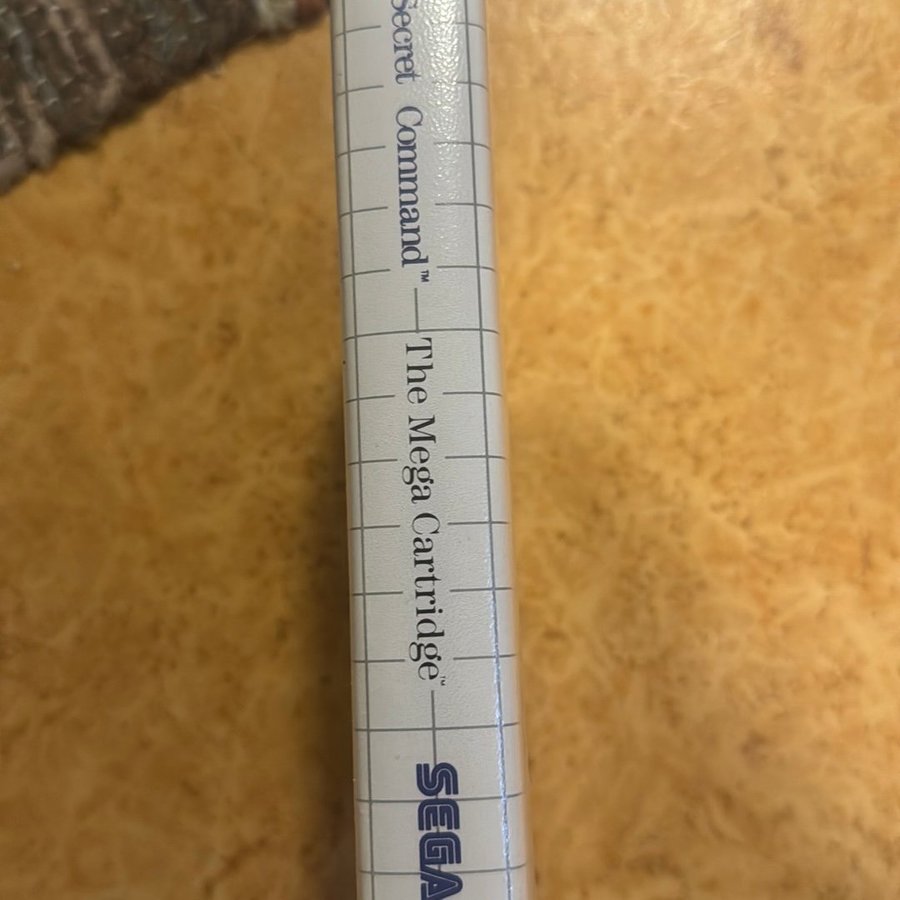 Secret Command™
The Mega Cartridge™
SEGA